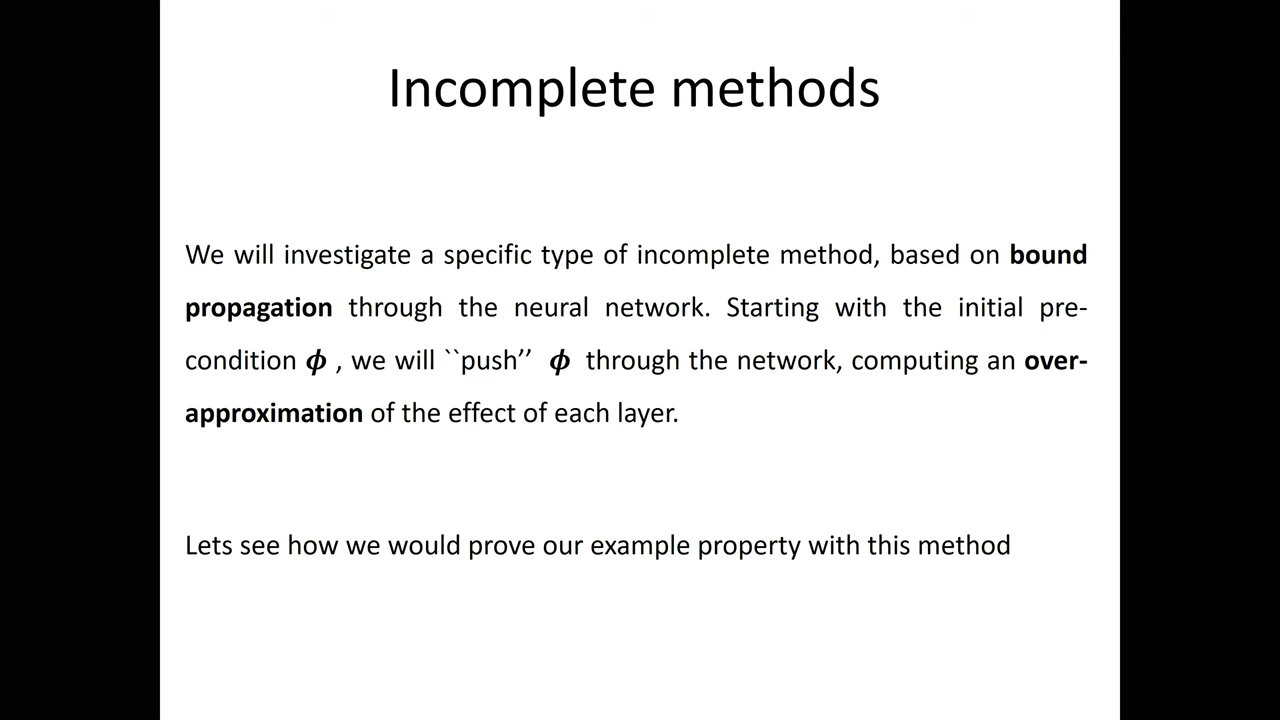 Incomplete methods
We will investigate a specific type of incomplete method, based on bound
propagation through the neural network. Starting with the initial pre-
condition ϕ , we will ``push’’ ϕ through the network, computing an over-
approximation of the effect of each layer.
Lets see how we would prove our example property with this method